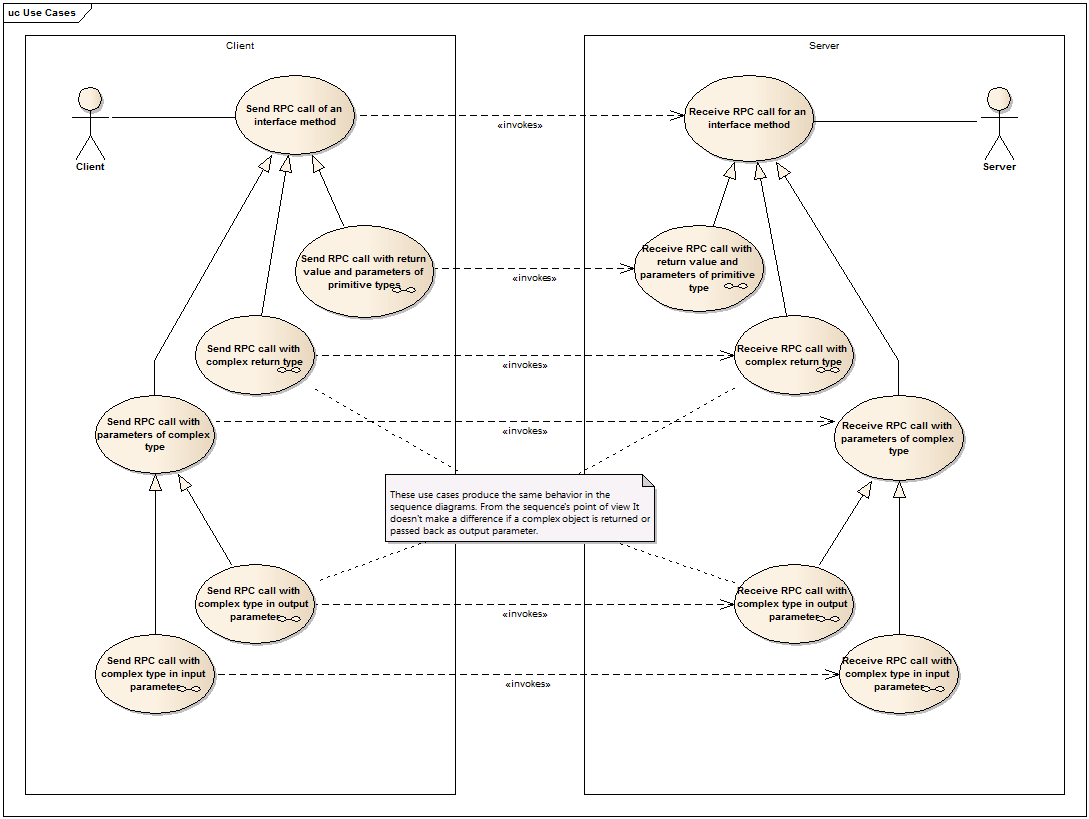 uc Use Cases
Client
Server
Send RPC call of an
interface method
«invokes»
Receive RPC call for an
interface method
Client
Server
Send RPC call with return
value and parameters of
primitive types
«invokes»
Receive RPC call with
return value and
parameters of primitive
type
Send RPC call with
complex return type
«invokes»
Receive RPC call with
complex return type
Send RPC call with
parameters of complex
type
«invokes»
Receive RPC call with
parameters of complex
type
These use cases produce the same behavior in the
sequence diagrams. From the sequence's point of view It
doesn't make a difference if a complex object is returned or
passed back as output parameter.
Send RPC call with
complex type in output
parameter
«invokes»
Receive RPC call with
complex type in output
parameter
Send RPC call with
complex type in input
parameter
«invokes»
Receive RPC call with
complex type in input
parameter